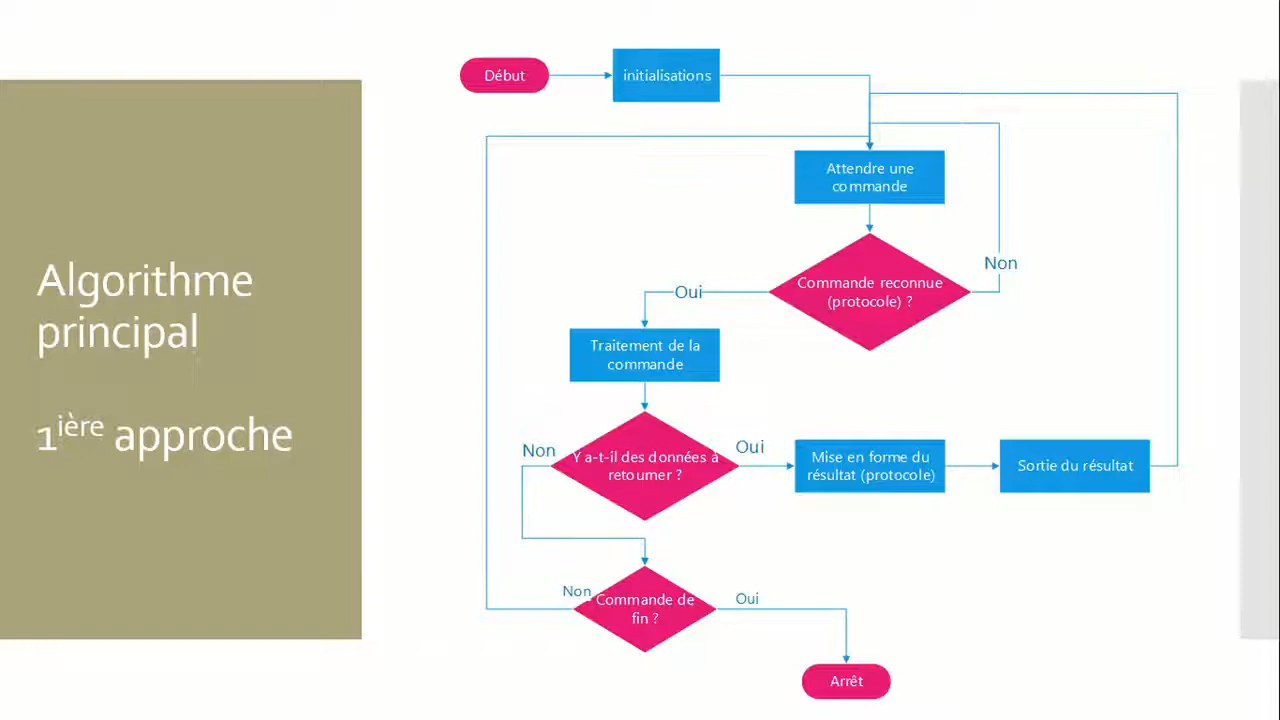 Algorithme
principal
1ière approche
Début
initialisations
Attendre une
commande
Commande reconnue
(protocole) ?
Non
Oui
Traitement de la
commande
Y a-t-il des données à
retourner ?
Non
Oui
Mise en forme du
résultat (protocole)
Sortie du résultat
Commande de
fin ?
Non
Oui
Arrêt